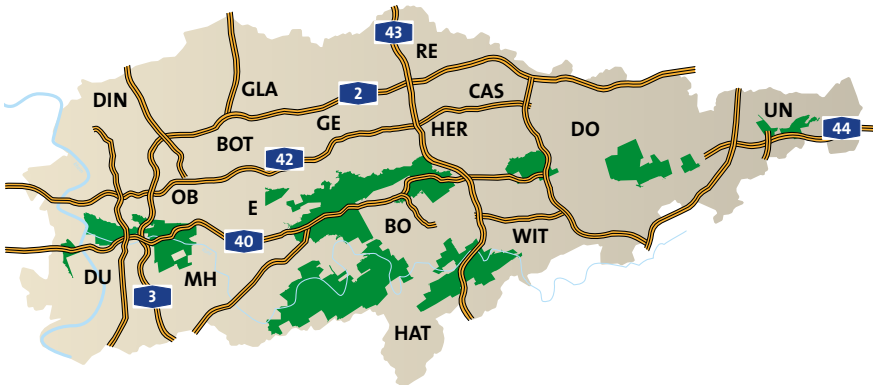 43
RE
DIN
GLA
2
CAS
GE
HER
DO
UN
44
BOT
42
OB
E
BO
WIT
40
DU
MH
3
HAT